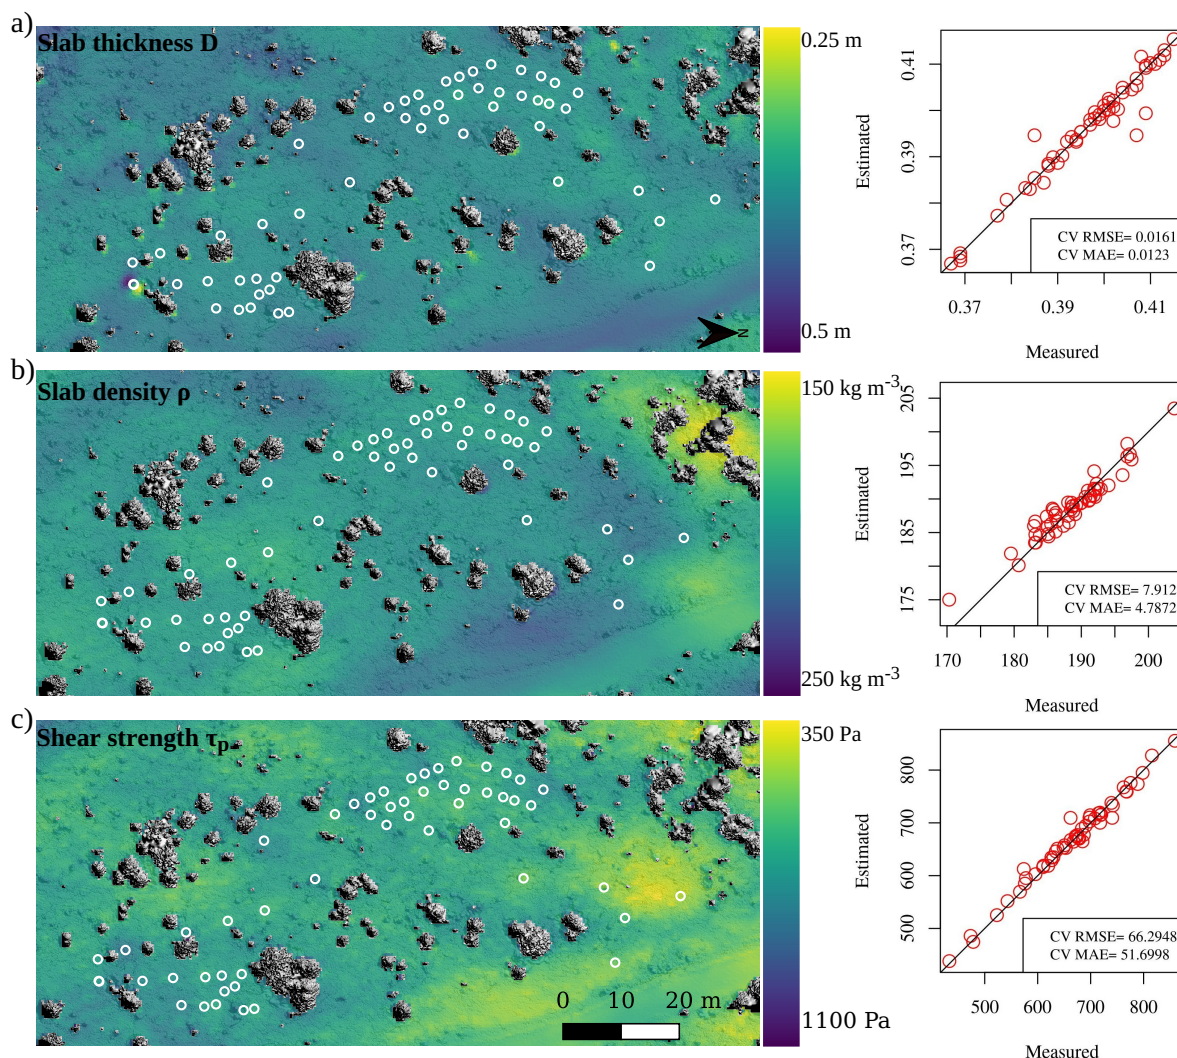 a)
Slab thickness D
0.25 m
0.5 m
N
Estimated
0.37
0.39
0.41
CV RMSE= 0.0161
CV MAE= 0.0123
0.37
0.39
0.41
Measured
b)
Slab density ρ
150 kg m-3
250 kg m-3
Estimated
175
185
195
205
CV RMSE= 7.912
CV MAE= 4.7872
170
180
190
200
Measured
c)
Shear strength τp
350 Pa
1100 Pa
0
10
20 m
Estimated
500
600
700
800
CV RMSE= 66.2948
CV MAE= 51.6998
500
600
700
800
Measured